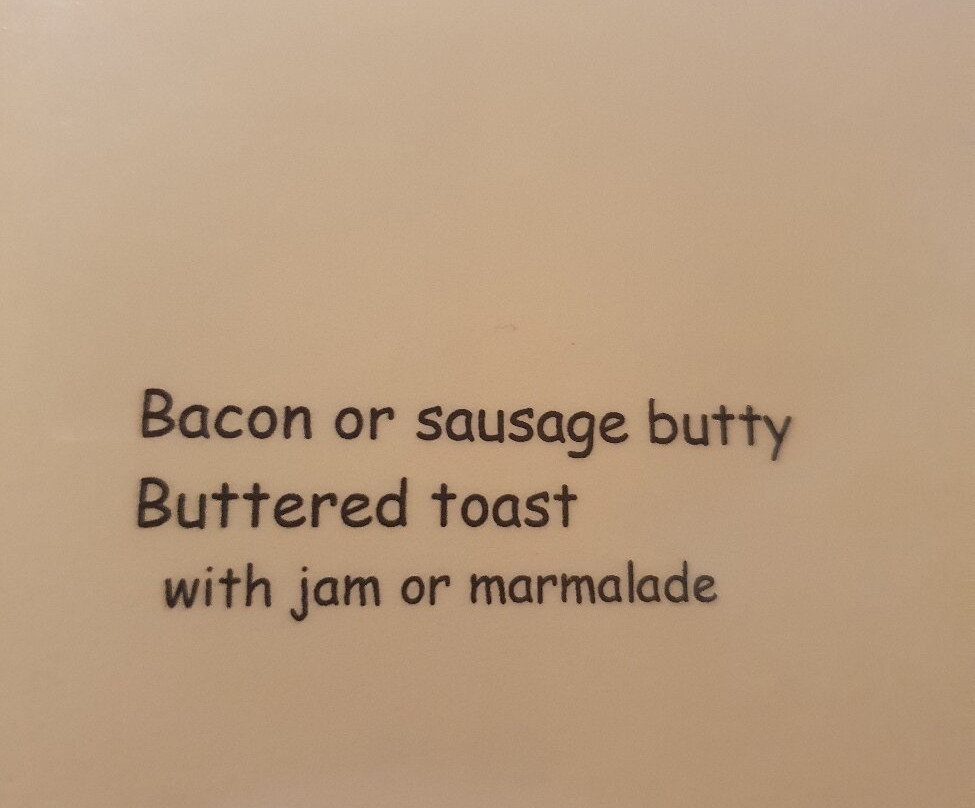 Bacon or sausage butty
Buttered toast
with jam or marmalade